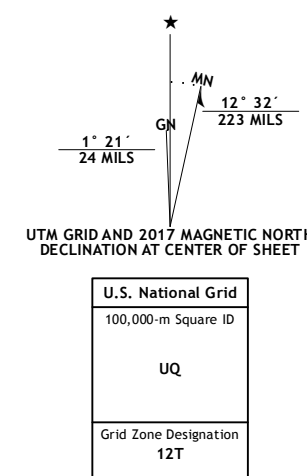 ★
MN
GN
12° 32´
223 MILS
1° 21´
24 MILS
UTM GRID AND 2017 MAGNETIC NORTH
DECLINATION AT CENTER OF SHEET
U.S. National Grid
100,000-m Square ID
UQ
Grid Zone Designation
12T